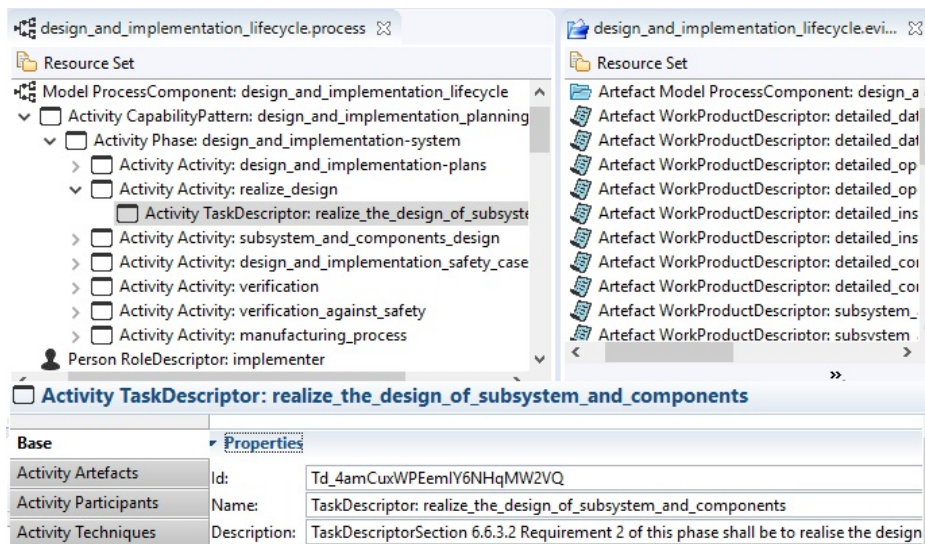 design_and_implementation_lifecycle.process
Resource Set
Model ProcessComponent: design_and_implementation_lifecycle
Activity CapabilityPattern: design_and_implementation_planning
Activity Phase: design_and_implementation-system
Activity Activity: design_and_implementation-plans
Activity Activity: realize_design
Activity TaskDescriptor: realize_the_design_of_subsyste
Activity Activity: subsystem_and_components_design
Activity Activity: design_and_implementation_safety_case
Activity Activity: verification
Activity Activity: verification_against_safety
Activity Activity: manufacturing_process
Person RoleDescriptor: implementer
design_and_implementation_lifecycle.evi...
Resource Set
Artefact Model ProcessComponent: design_a
Artefact WorkProductDescriptor: detailed_dat
Artefact WorkProductDescriptor: detailed_dat
Artefact WorkProductDescriptor: detailed_op
Artefact WorkProductDescriptor: detailed_op
Artefact WorkProductDescriptor: detailed_ins
Artefact WorkProductDescriptor: detailed_ins
Artefact WorkProductDescriptor: detailed_co
Artefact WorkProductDescriptor: detailed_co
Artefact WorkProductDescriptor: subsystem_
Artefact WorkProductDescriptor: subsystem
Activity TaskDescriptor: realize_the_design_of_subsystem_and_components
Base
Properties
Activity Artefacts
Id: Td_4amCuxWPEemIY6NHqMW2VQ
Activity Participants
Name: TaskDescriptor: realize_the_design_of_subsystem_and_components
Activity Techniques
Description: TaskDescriptorSection 6.6.3.2 Requirement 2 of this phase shall be to realise the design